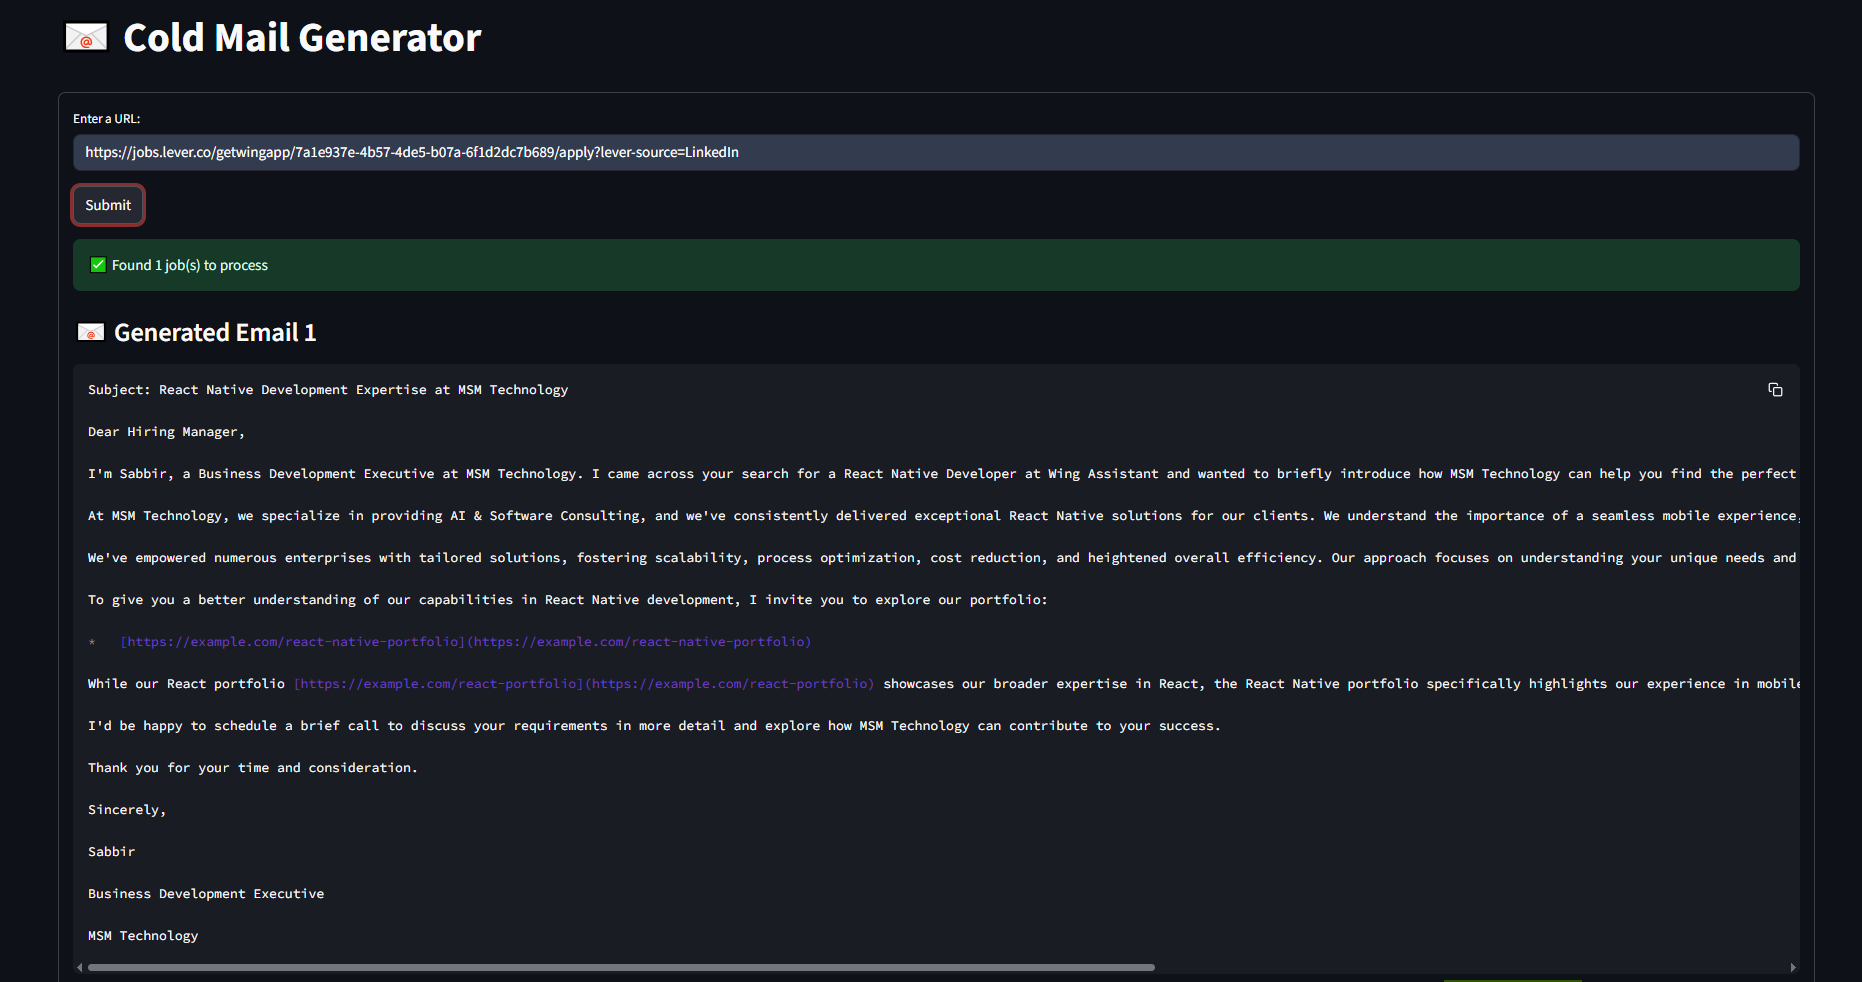 Cold Mail Generator
Enter a URL:
https://jobs.lever.co/getwingapp/7a1e937e-4b57-4de5-b07a-6f1d2dc7b689/apply?lever-source=LinkedIn
Submit
Found 1 job(s) to process
Generated Email 1
Subject: React Native Development Expertise at MSM Technology
Dear Hiring Manager,
I'm Sabbir, a Business Development Executive at MSM Technology. I came across your search for a React Native Developer at Wing Assistant and wanted to briefly introduce how MSM Technology can help you find the perfect
At MSM Technology, we specialize in providing AI & Software Consulting, and we've consistently delivered exceptional React Native solutions for our clients. We understand the importance of a seamless mobile experience,
We've empowered numerous enterprises with tailored solutions, fostering scalability, process optimization, cost reduction, and heightened overall efficiency. Our approach focuses on understanding your unique needs and
To give you a better understanding of our capabilities in React Native development, I invite you to explore our portfolio:
* [https://example.com/react-native-portfolio](https://example.com/react-native-portfolio)
While our React portfolio [https://example.com/react-portfolio](https://example.com/react-portfolio) showcases our broader expertise in React, the React Native portfolio specifically highlights our experience in mobile
I'd be happy to schedule a brief call to discuss your requirements in more detail and explore how MSM Technology can contribute to your success.
Thank you for your time and consideration.
Sincerely,
Sabbir
Business Development Executive
MSM Technology